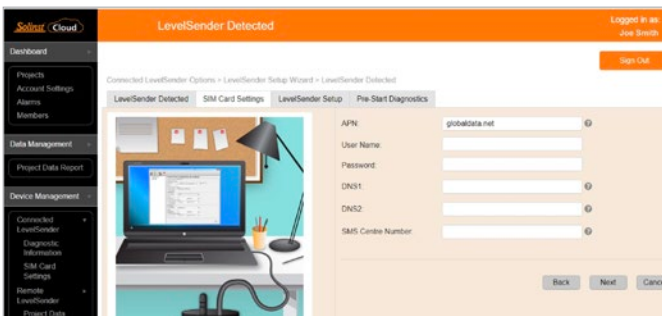 Solinst Cloud
LevelSender Detected
Logged in as:
Joe Smith
Sign Out
Dashboard
Projects
Account Settings
Alarms
Members
Data Management
Project Data Report
Device Management
Connected
LevelSender
Diagnostic
Information
SIM Card
Settings
Remote
LevelSender
Project Data
Connected LevelSender Options > LevelSender Setup Wizard > LevelSender Detected
LevelSender Detected
SIM Card Settings
LevelSender Setup
Pre-Start Diagnostics
APN:
globaldata.net
User Name:
Password:
DNS1:
DNS2:
SMS Centre Number:
Back
Next
Cance